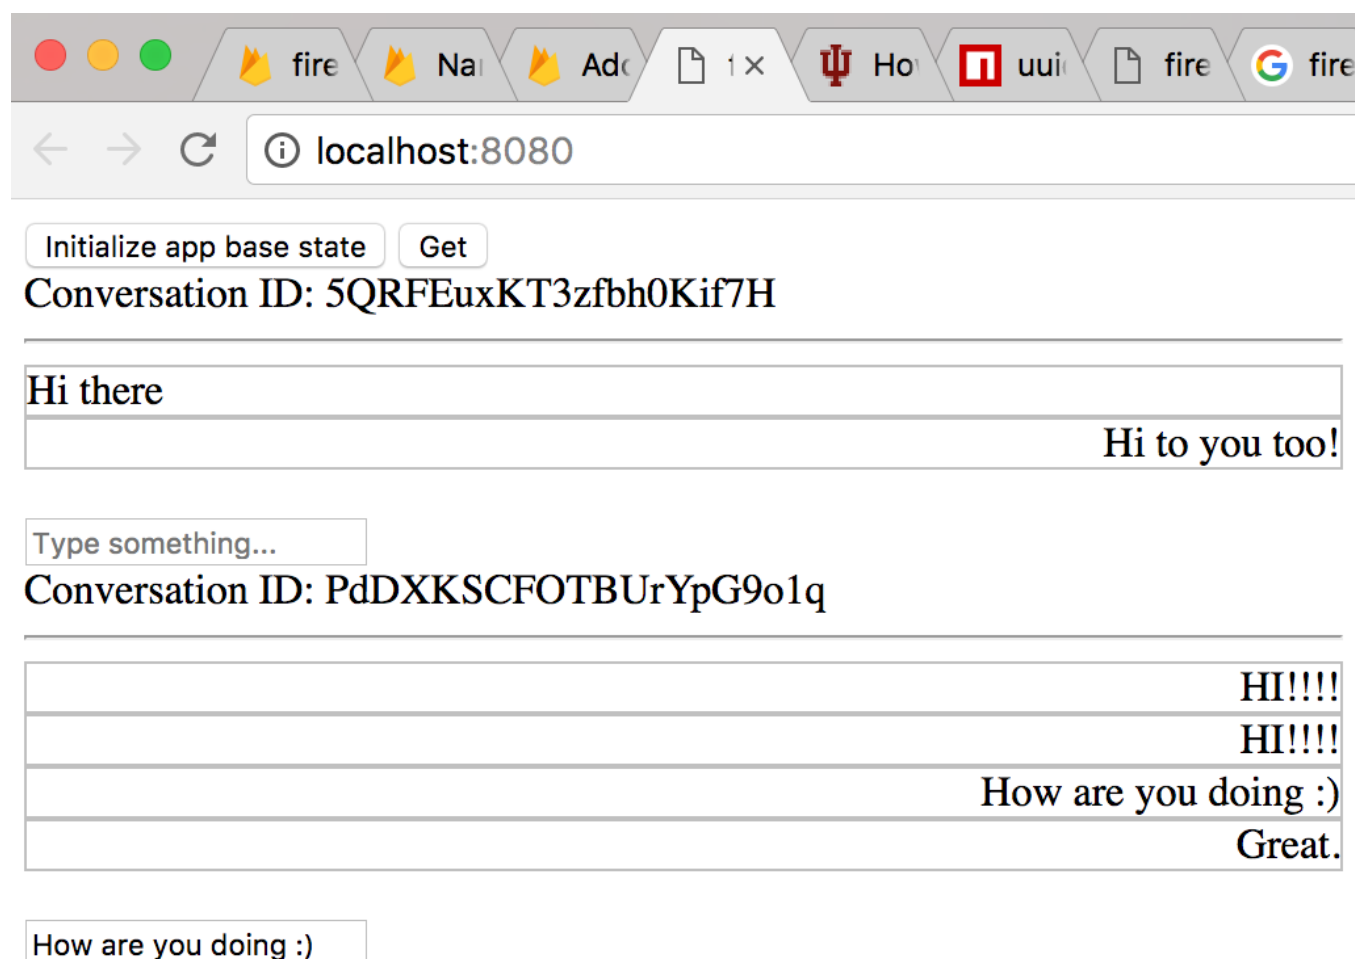 fire Na Ado Ho uui fire fire
localhost:8080
Initialize app base state Get
Conversation ID: 5QRFEuxKT3zfbh0Kif7H
Hi there
Hi to you too!
Type something...
Conversation ID: PdDXKSCFOTBUrYpG9o1q
HI!!!!
HI!!!!
How are you doing :)
Great.
How are you doing :)